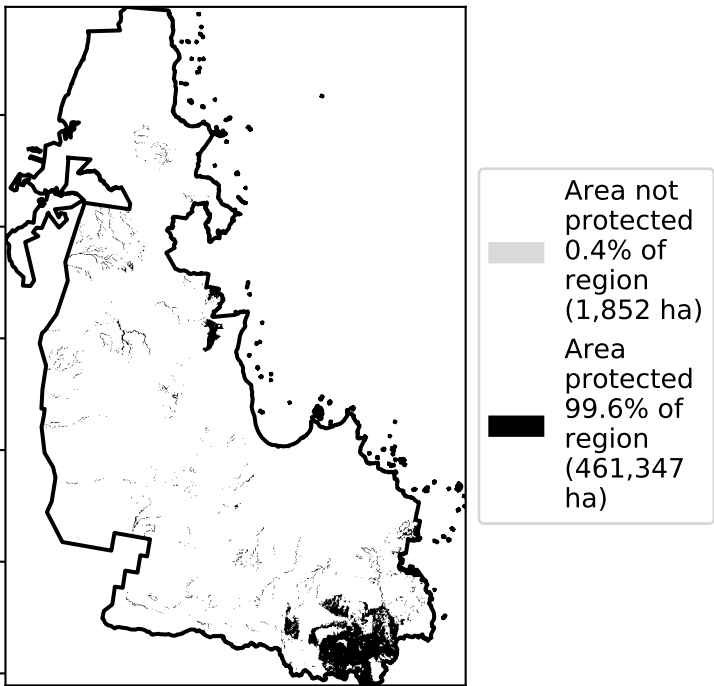 Area not
protected
0.4% of
region
(1,852 ha)
Area
protected
99.6% of
region
(461,347
ha)